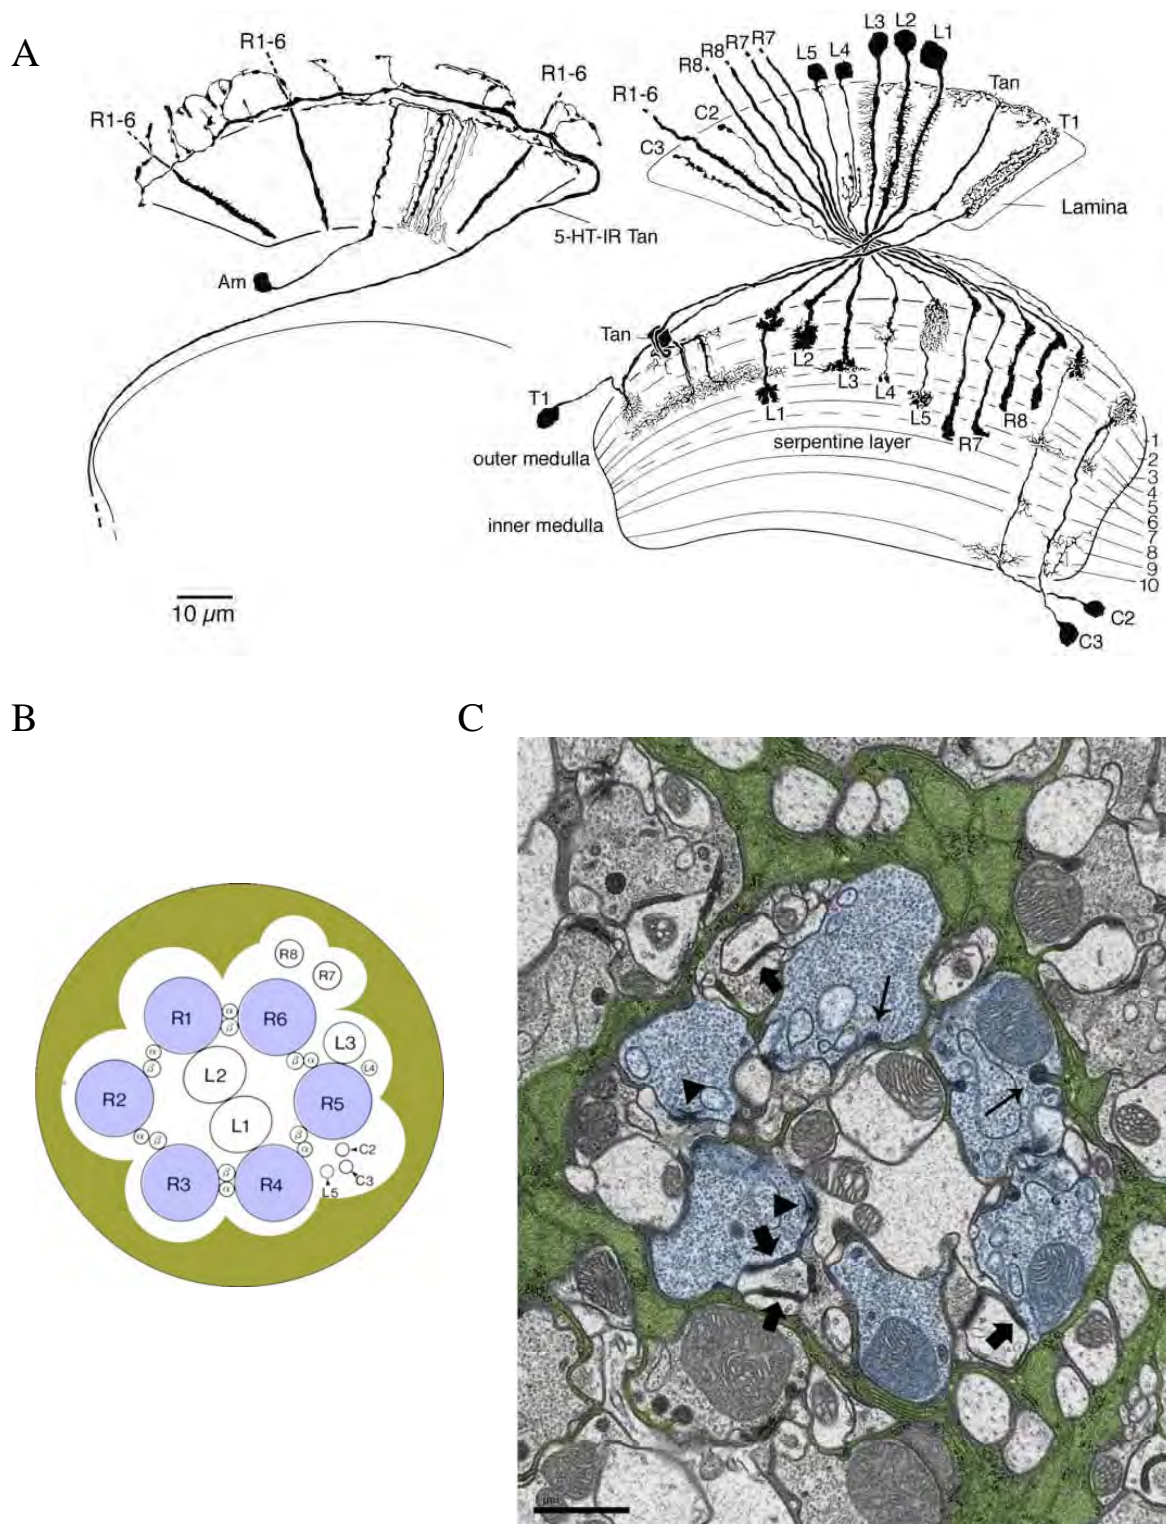 A
R1-6
R1-6
R1-6
Am
5-HT-IR Tan
10 µm
R1-6
C3
C2
R8
R8
R7
R7
L5
L4
L3
L2
L1
Tan
T1
Lamina
Tan
T1
L1
L2
L3
L4
L5
R7
R8
serpentine layer
outer medulla
inner medulla
1
2
3
4
5
6
7
8
9
10
C2
C3
B
R8
R7
R1
α
β
R6
L3
L4
α
β
β
α
L2
R2
R5
L1
α
β
β
α
C2
C3
L5
R3
β
α
R4
C